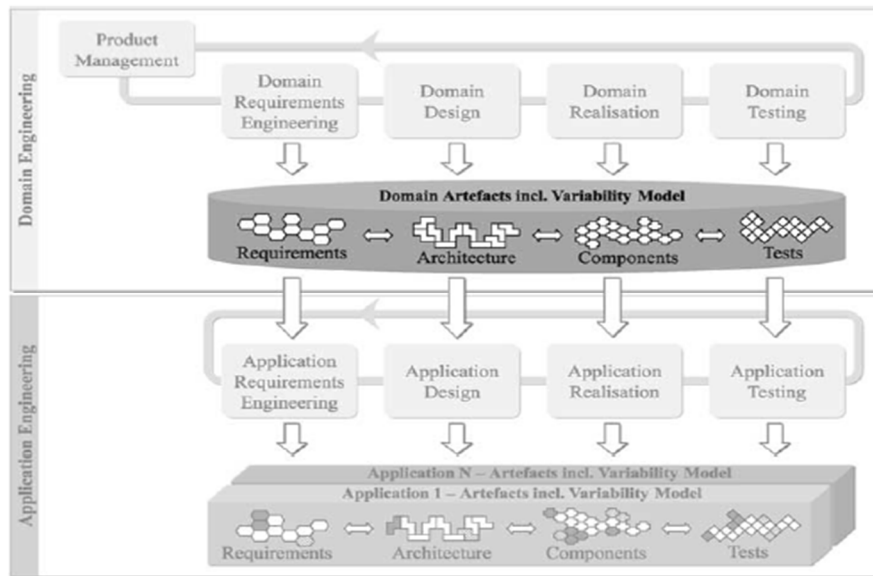 Domain Engineering
Product
Management
Domain
Requirements
Engineering
Domain
Design
Domain
Realisation
Domain
Testing
Domain Artefacts incl. Variability Model
Requirements
Architecture
Components
Tests
Application Engineering
Application
Requirements
Engineering
Application
Design
Application
Realisation
Application
Testing
Application N – Artefacts incl. Variability Model
Application 1 – Artefacts incl. Variability Model
Requirements
Architecture
Components
Tests